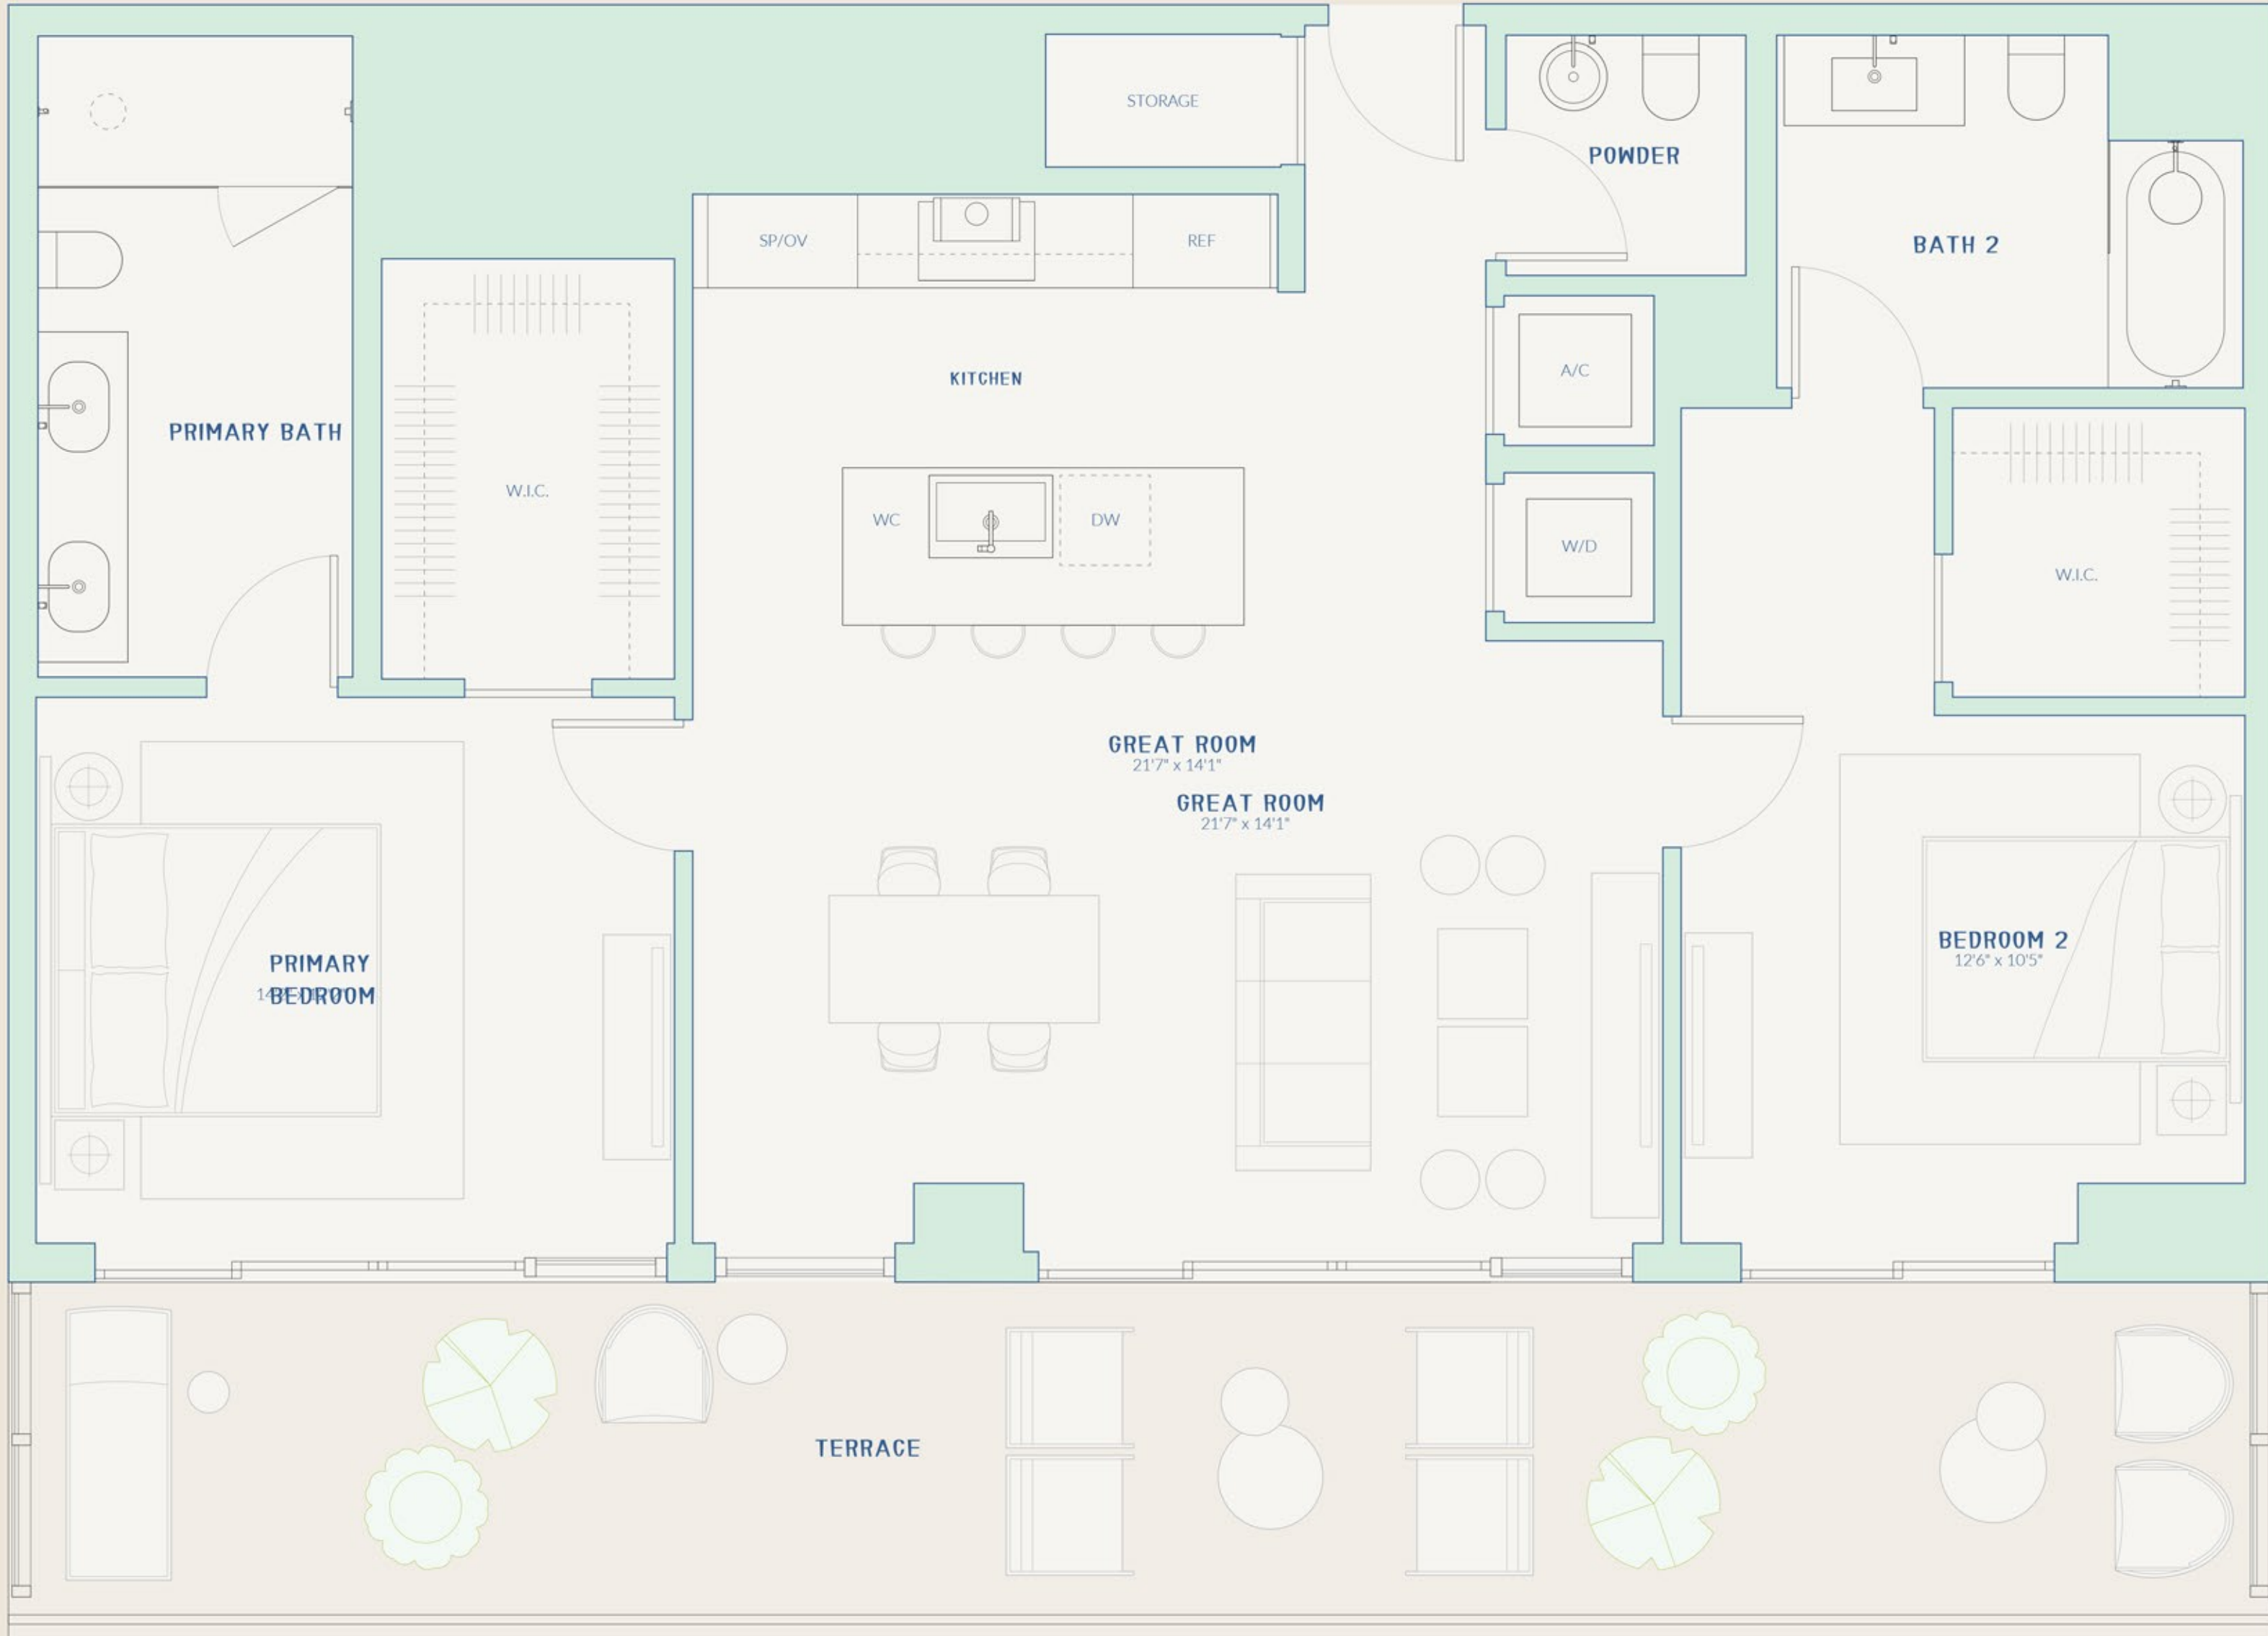 STORAGE
POWDER
SP/OV
REF
BATH 2
A/C
KITCHEN
PRIMARY BATH
W.I.C.
WC
DW
W/D
W.I.C.
GREAT ROOM
21'7" x 14'1"
GREAT ROOM
21'7" x 14'1"
PRIMARY
BEDROOM
BEDROOM 2
12'6" x 10'5"
TERRACE